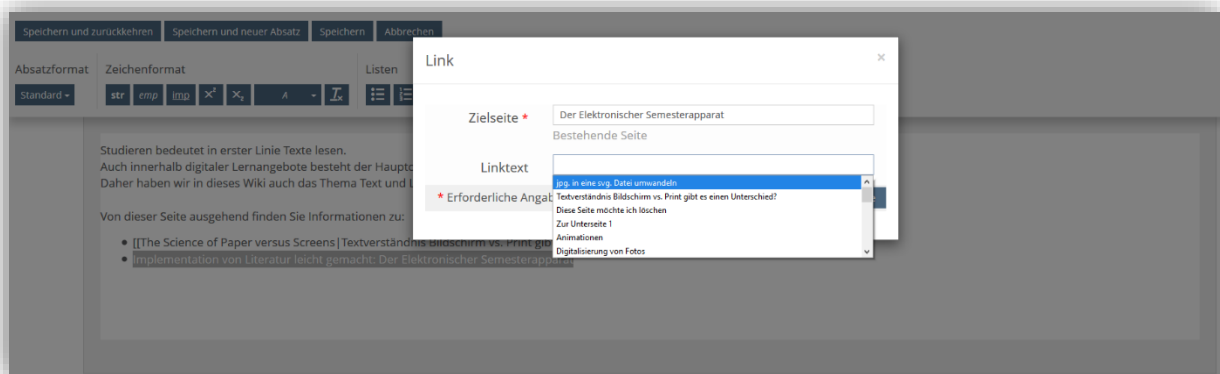 Speichern und zurückkehren Speichern und neuer Absatz Speichern Abbrechen
Absatzformat Zeichenformat Listen
Standard str emp imp x² x₂ A Tx
Link ×
Zielseite * Der Elektronischer Semesterapparat
Bestehende Seite
Linktext
* Erforderliche Angab
jpg. in eine svg. Datei umwandeln
Textverständnis Bildschirm vs. Print gibt es einen Unterschied?
Diese Seite möchte ich löschen
Zur Unterseite 1
Animationen
Digitalisierung von Fotos
Studieren bedeutet in erster Linie Texte lesen.
Auch innerhalb digitaler Lernangebote besteht der Hauptc
Daher haben wir in dieses Wiki auch das Thema Text und L
Von dieser Seite ausgehend finden Sie Informationen zu:
[[The Science of Paper versus Screens|Textverständnis Bildschirm vs. Print gib
Implementation von Literatur leicht gemacht: Der Elektronischer Semesterapparat